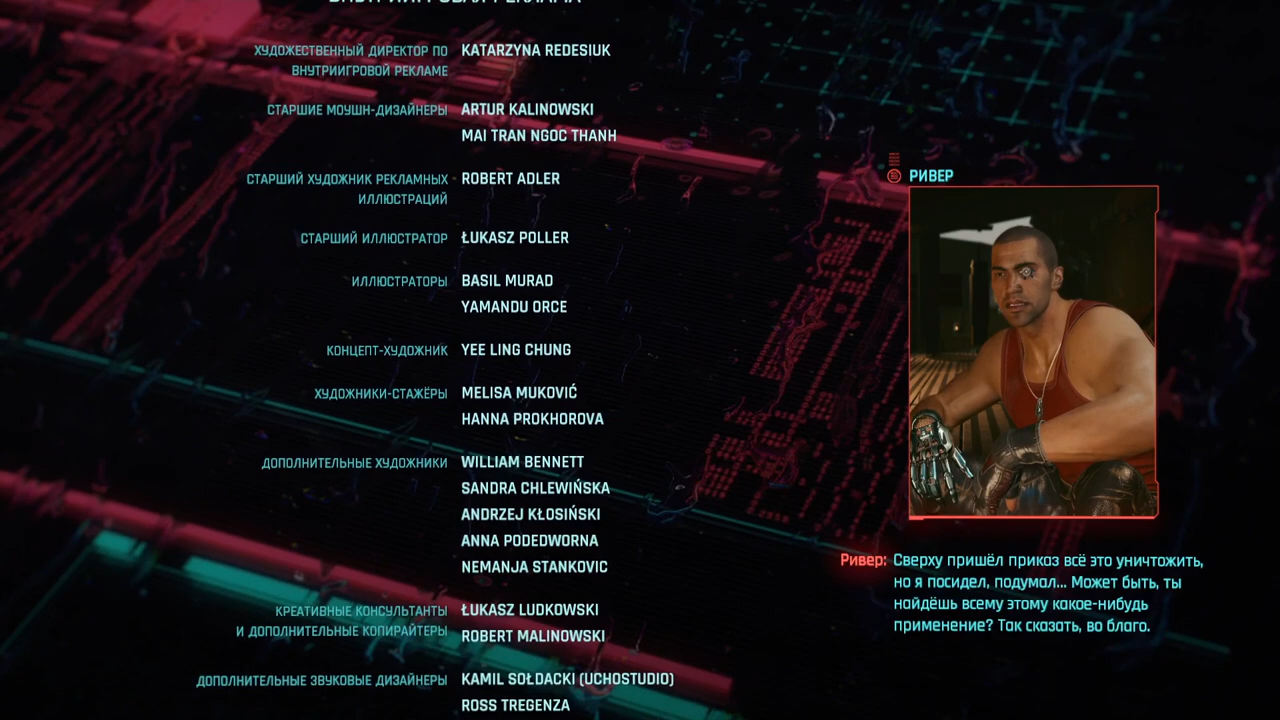 ВНУТРИИГРОВАЯ РЕКЛАМА
ХУДОЖЕСТВЕННЫЙ ДИРЕКТОР ПО KATARZYNA REDESIUK
ВНУТРИИГРОВОЙ РЕКЛАМЕ
СТАРШИЕ МОУШН-ДИЗАЙНЕРЫ ARTUR KALINOWSKI
MAI TRAN NGOC THANH
СТАРШИЙ ХУДОЖНИК РЕКЛАМНЫХ ROBERT ADLER
ИЛЛЮСТРАЦИЙ
СТАРШИЙ ИЛЛЮСТРАТОР ŁUKASZ POLLER
ИЛЛЮСТРАТОРЫ BASIL MURAD
YAMANDU ORCE
КОНЦЕПТ-ХУДОЖНИК YEE LING CHUNG
ХУДОЖНИКИ-СТАЖЁРЫ MELISA MUKOVIĆ
HANNA PROKHOROVA
ДОПОЛНИТЕЛЬНЫЕ ХУДОЖНИКИ WILLIAM BENNETT
SANDRA CHLEWIŃSKA
ANDRZEJ KŁOSIŃSKI
ANNA PODEDWORNA
NEMANJA STANKOVIC
КРЕАТИВНЫЕ КОНСУЛЬТАНТЫ ŁUKASZ LUDKOWSKI
И ДОПОЛНИТЕЛЬНЫЕ КОПИРАЙТЕРЫ ROBERT MALINOWSKI
ДОПОЛНИТЕЛЬНЫЕ ЗВУКОВЫЕ ДИЗАЙНЕРЫ KAMIL SOŁDACKI (UCHOSTUDIO)
ROSS TREGENZA
РИВЕР
Ривер: Сверху пришёл приказ всё это уничтожить,
но я посидел, подумал... Может быть, ты
найдёшь всему этому какое-нибудь
применение? Так сказать, во благо.